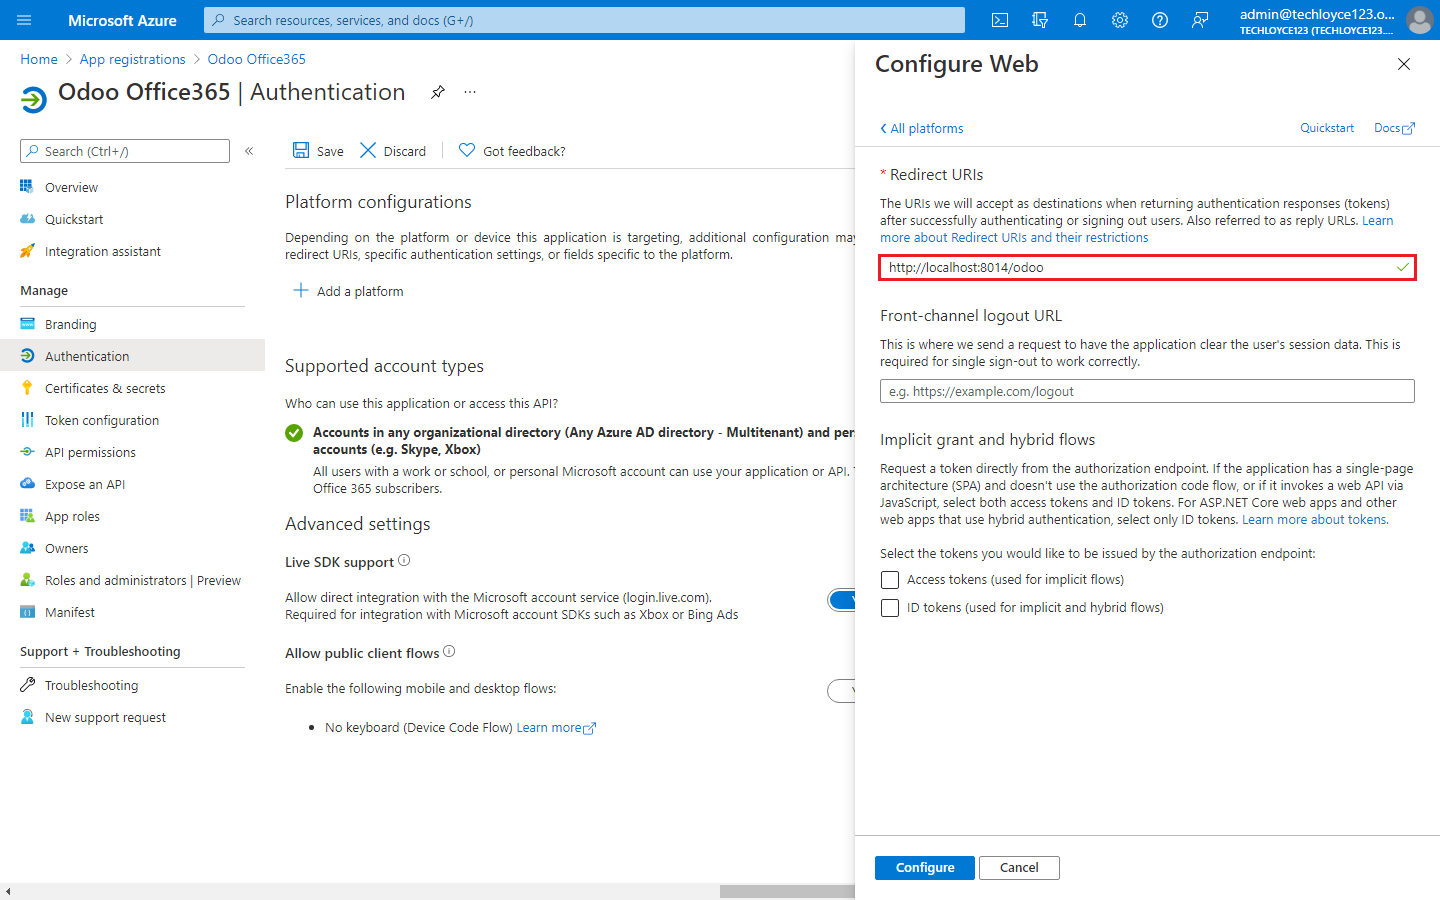 Microsoft Azure
Search resources, services, and docs (G+/)
admin@techloyce123.o...
TECHLOYCE123 (TECHLOYCE123....
Home > App registrations > Odoo Office365
Odoo Office365 | Authentication
Search (Ctrl+/)
Overview
Quickstart
Integration assistant
Manage
Branding
Authentication
Certificates & secrets
Token configuration
API permissions
Expose an API
App roles
Owners
Roles and administrators | Preview
Manifest
Support + Troubleshooting
Troubleshooting
New support request
Save Discard Got feedback?
Platform configurations
Depending on the platform or device this application is targeting, additional configuration may
redirect URIs, specific authentication settings, or fields specific to the platform.
Add a platform
Supported account types
Who can use this application or access this API?
Accounts in any organizational directory (Any Azure AD directory - Multitenant) and per
accounts (e.g. Skype, Xbox)
All users with a work or school, or personal Microsoft account can use your application or API.
Office 365 subscribers.
Advanced settings
Live SDK support
Allow direct integration with the Microsoft account service (login.live.com).
Required for integration with Microsoft account SDKs such as Xbox or Bing Ads
Allow public client flows
Enable the following mobile and desktop flows:
• No keyboard (Device Code Flow) Learn more
Configure Web
All platforms
Quickstart Docs
* Redirect URIs
The URIs we will accept as destinations when returning authentication responses (tokens)
after successfully authenticating or signing out users. Also referred to as reply URLs. Learn
more about Redirect URIs and their restrictions
http://localhost:8014/odoo
Front-channel logout URL
This is where we send a request to have the application clear the user's session data. This is
required for single sign-out to work correctly.
e.g. https://example.com/logout
Implicit grant and hybrid flows
Request a token directly from the authorization endpoint. If the application has a single-page
architecture (SPA) and doesn't use the authorization code flow, or if it invokes a web API via
JavaScript, select both access tokens and ID tokens. For ASP.NET Core web apps and other
web apps that use hybrid authentication, select only ID tokens. Learn more about tokens.
Select the tokens you would like to be issued by the authorization endpoint:
Access tokens (used for implicit flows)
ID tokens (used for implicit and hybrid flows)
Configure Cancel